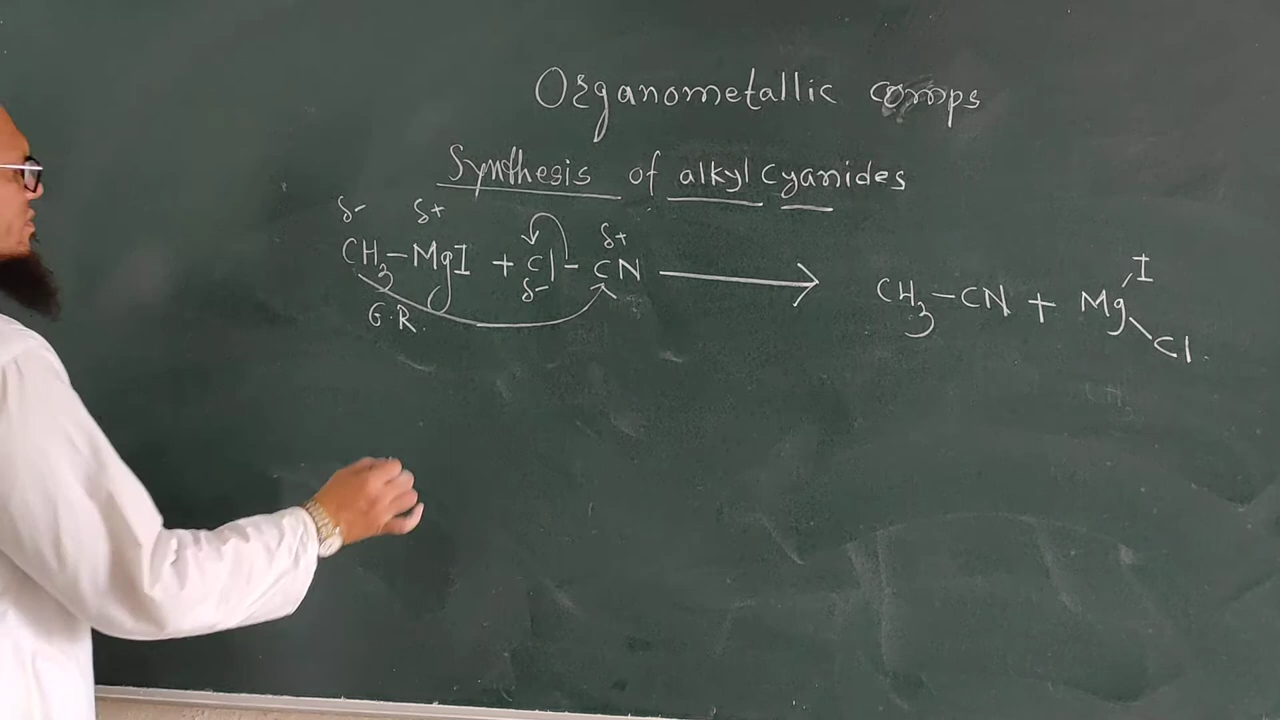 Organometallic comps
Synthesis of alkyl Cyanides
δ- δ+ δ+
CH3-MgI + Cl-CN ⟶ CH3-CN + Mg I Cl
δ-
G.R.